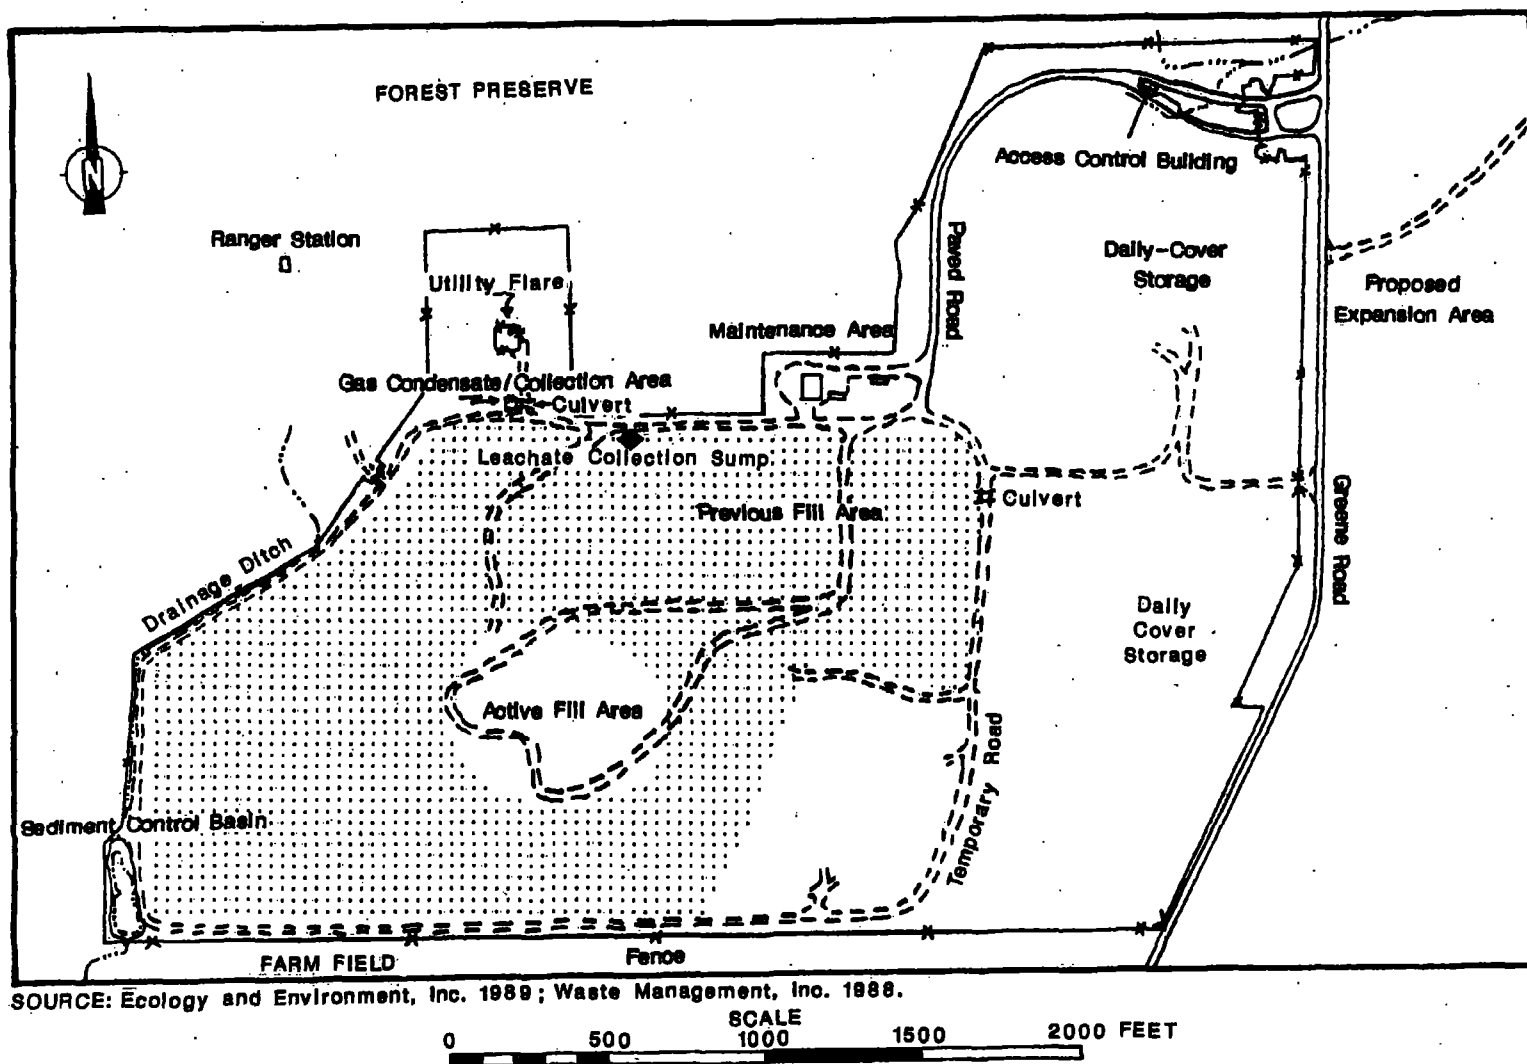 FOREST PRESERVE
N
Access Control Building
Ranger Station
Utility Flare
Paved Road
Daily-Cover
Storage
Proposed
Expansion Area
Maintenance Area
Gas Condensate/Collection Area
Culvert
Leachate Collection Sump
Previous Fill Area
Culvert
Greene Road
Drainage Ditch
Daily
Cover
Storage
Active Fill Area
Temporary Road
Sediment Control Basin
FARM FIELD
Fence
SOURCE: Ecology and Environment, Inc. 1989; Waste Management, Inc. 1988.
SCALE
0 500 1000 1500 2000 FEET